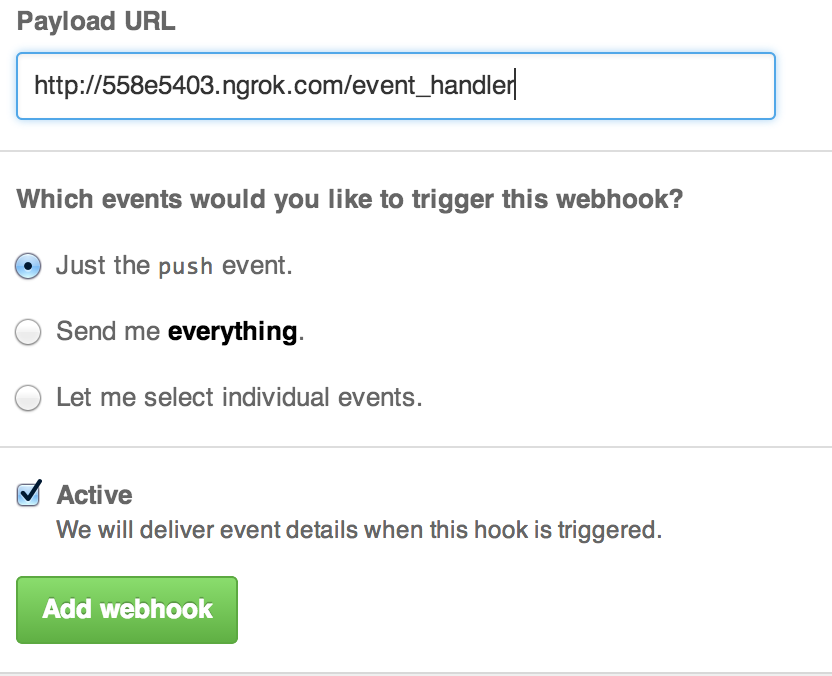 Payload URL
http://558e5403.ngrok.com/event_handler
Which events would you like to trigger this webhook?
Just the push event.
Send me everything.
Let me select individual events.
Active
We will deliver event details when this hook is triggered.
Add webhook